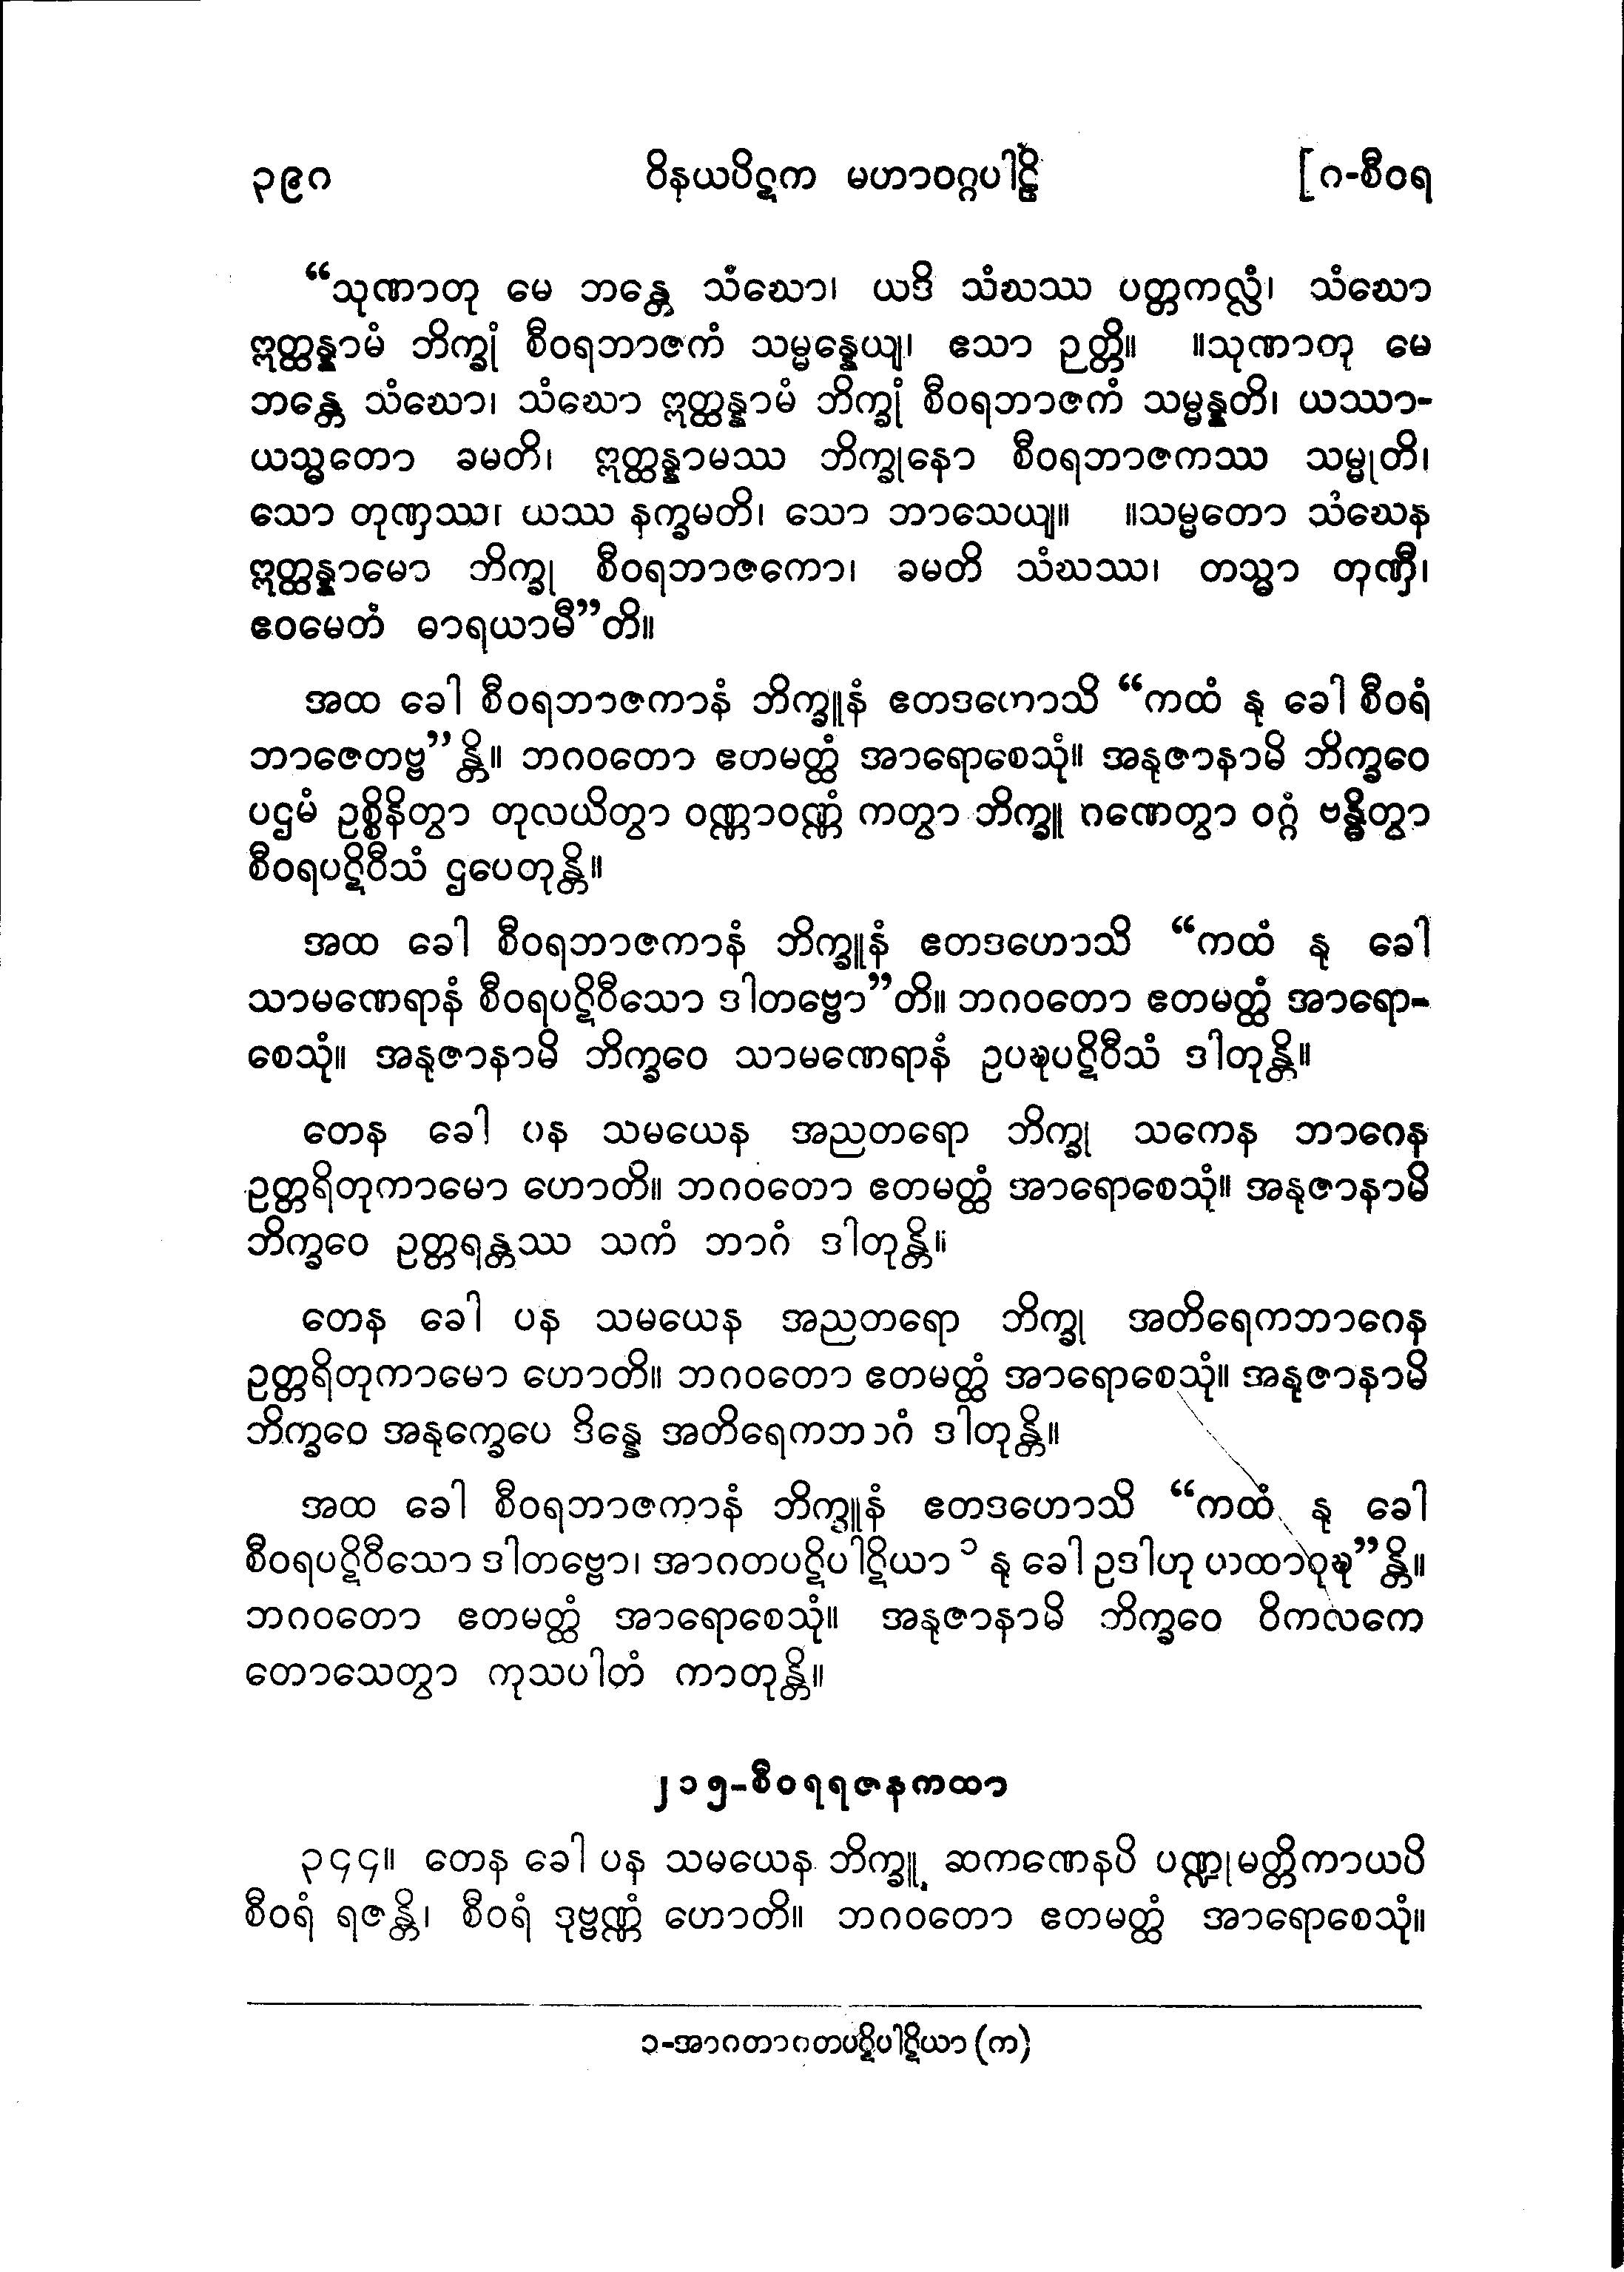 ၃၉၈ ဝိနယပိဋက မဟာဝဂ္ဂပါဠိ [၈-စီဝရ
“သုဏာတု မေ ဘန္တေ သံဃော၊ ယဒိ သံဃဿ ပတ္တကလ္လံ၊ သံဃော
ဣတ္ထန္နာမံ ဘိက္ခုံ စီဝရဘာဇကံ သမ္မန္နေယျ၊ ဧသာ ဉတ္တိ။ ။သုဏာတု မေ
ဘန္တေ သံဃော၊ သံဃော ဣတ္ထန္နာမံ ဘိက္ခုံ စီဝရဘာဇကံ သမ္မန္နတိ၊ ယဿာ-
ယသ္မတော ခမတိ၊ ဣတ္ထန္နာမဿ ဘိက္ခုနော စီဝရဘာဇကဿ သမ္မုတိ၊
သော တုဏှဿ၊ ယဿ နက္ခမတိ၊ သော ဘာသေယျ။ ။သမ္မတော သံဃေန
ဣတ္ထန္နာမော ဘိက္ခု စီဝရဘာဇကော၊ ခမတိ သံဃဿ၊ တသ္မာ တုဏှီ၊
ဧဝမေတံ ဓာရယာမီ”တိ။
အထ ခေါ စီဝရဘာဇကာနံ ဘိက္ခူနံ ဧတဒဟောသိ “ကထံ နု ခေါ စီဝရံ
ဘာဇေတဗ္ဗ”န္တိ။ ဘဂဝတော ဧတမတ္ထံ အာရောစေသုံ။ အနုဇာနာမိ ဘိက္ခဝေ
ပဌမံ ဥစ္စိနိတွာ တုလယိတွာ ဝဏ္ဏာဝဏ္ဏံ ကတွာ ဘိက္ခူ ဂဏေတွာ ဝဂ္ဂံ ဗန္ဓိတွာ
စီဝရပဋိဝီသံ ဌပေတုန္တိ။
အထ ခေါ စီဝရဘာဇကာနံ ဘိက္ခူနံ ဧတဒဟောသိ “ကထံ နု ခေါ
သာမဏေရာနံ စီဝရပဋိဝီသော ဒါတဗ္ဗော”တိ။ ဘဂဝတော ဧတမတ္ထံ အာရော-
စေသုံ။ အနုဇာနာမိ ဘိက္ခဝေ သာမဏေရာနံ ဥပဍ္ဎပဋိဝီသံ ဒါတုန္တိ။
တေန ခေါ ပန သမယေန အညတရော ဘိက္ခု သကေန ဘာဂေန
ဥတ္တရိတုကာမော ဟောတိ။ ဘဂဝတော ဧတမတ္ထံ အာရောစေသုံ။ အနုဇာနာမိ
ဘိက္ခဝေ ဥတ္တရန္တဿ သကံ ဘာဂံ ဒါတုန္တိ။
တေန ခေါ ပန သမယေန အညတရော ဘိက္ခု အတိရေကဘာဂေန
ဥတ္တရိတုကာမော ဟောတိ။ ဘဂဝတော ဧတမတ္ထံ အာရောစေသုံ။ အနုဇာနာမိ
ဘိက္ခဝေ အနုက္ခေပေ ဒိန္နေ အတိရေကဘာဂံ ဒါတုန္တိ။
အထ ခေါ စီဝရဘာဇကာနံ ဘိက္ခူနံ ဧတဒဟောသိ “ကထံ နု ခေါ
စီဝရပဋိဝီသော ဒါတဗ္ဗော၊ အာဂတပဋိပါဋိယာ ၁ နု ခေါ ဥဒါဟု ယထာဝုဍ္ဎ”န္တိ။
ဘဂဝတော ဧတမတ္ထံ အာရောစေသုံ။ အနုဇာနာမိ ဘိက္ခဝေ ဝိကလကေ
တောသေတွာ ကုသပါတံ ကာတုန္တိ။
၂၁၅-စီဝရရဇနကထာ
၃၄၄။ တေန ခေါ ပန သမယေန ဘိက္ခူ ဆကဏေနပိ ပဏ္ဍုမတ္တိကာယပိ
စီဝရံ ရဇန္တိ၊ စီဝရံ ဒုဗ္ဗဏ္ဏံ ဟောတိ။ ဘဂဝတော ဧတမတ္ထံ အာရောစေသုံ။
၁-အာဂတာဂတပဋိပါဋိယာ (က)